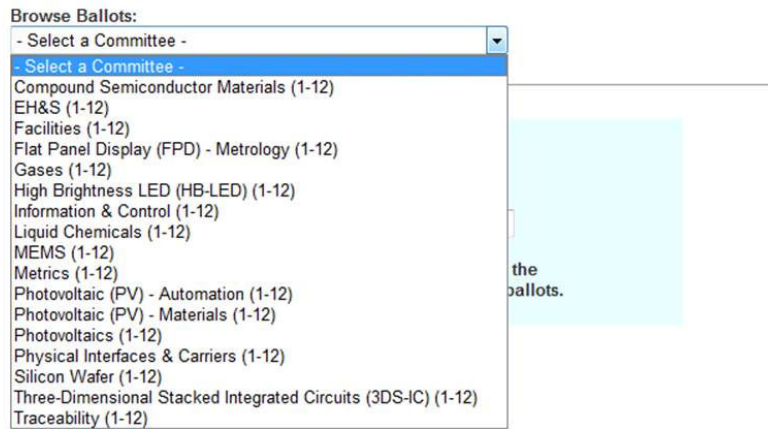 Browse Ballots:
- Select a Committee -
- Select a Committee -
Compound Semiconductor Materials (1-12)
EH&S (1-12)
Facilities (1-12)
Flat Panel Display (FPD) - Metrology (1-12)
Gases (1-12)
High Brightness LED (HB-LED) (1-12)
Information & Control (1-12)
Liquid Chemicals (1-12)
MEMS (1-12)
Metrics (1-12)
Photovoltaic (PV) - Automation (1-12)
Photovoltaic (PV) - Materials (1-12)
Photovoltaics (1-12)
Physical Interfaces & Carriers (1-12)
Silicon Wafer (1-12)
Three-Dimensional Stacked Integrated Circuits (3DS-IC) (1-12)
Traceability (1-12)
the
ballots.